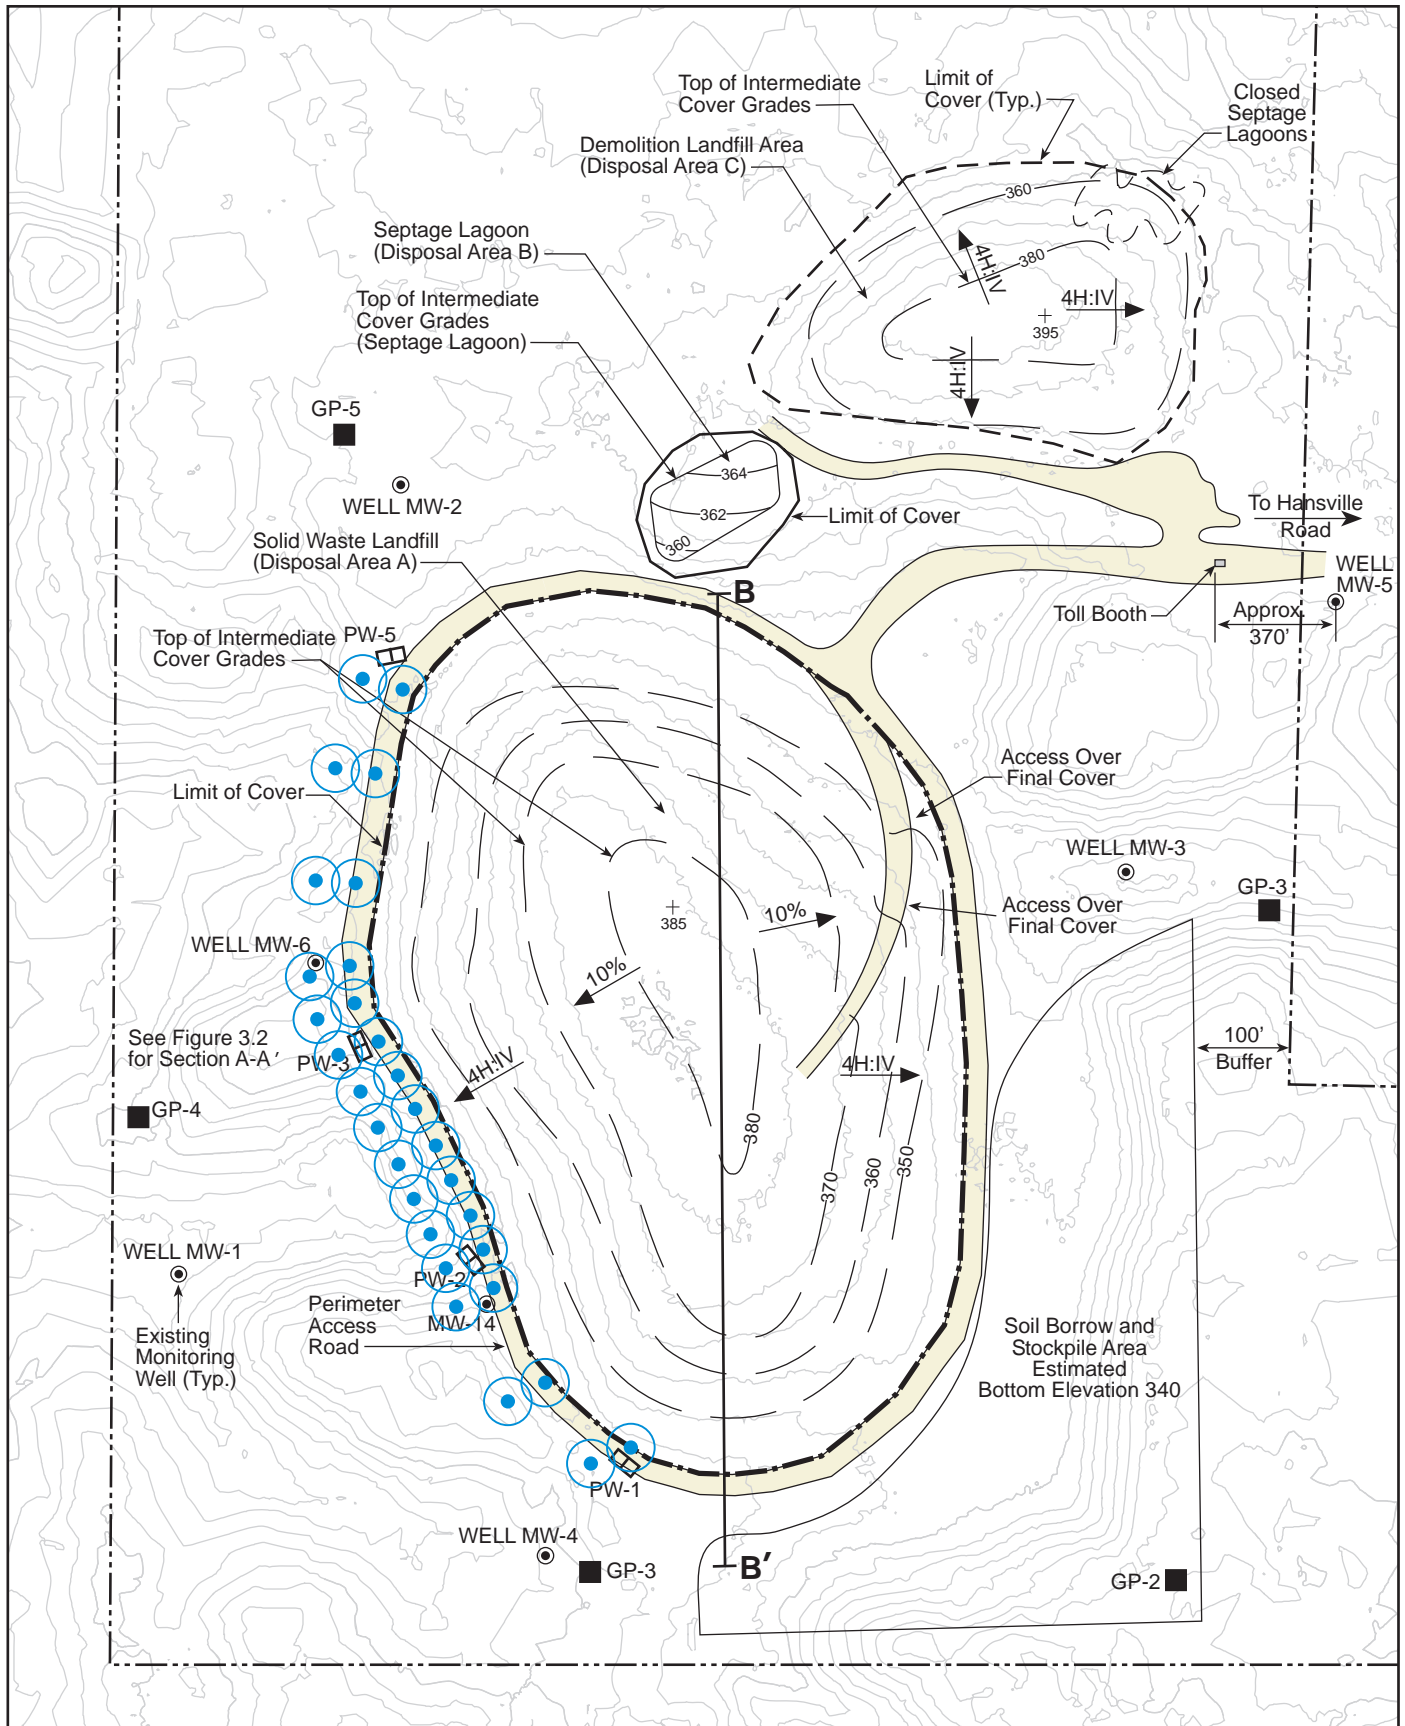 Top of Intermediate
Cover Grades
Limit of
Cover (Typ.)
Closed
Septage
Lagoons
Demolition Landfill Area
(Disposal Area C)
360
Septage Lagoon
(Disposal Area B)
380
4H:IV
4H:IV
395
4H:IV
Top of Intermediate
Cover Grades
(Septage Lagoon)
GP-5
WELL MW-2
364
362
360
Limit of Cover
To Hansville
Road
Solid Waste Landfill
(Disposal Area A)
WELL
MW-5
B
Toll Booth
Approx.
370'
Top of Intermediate
Cover Grades
PW-5
Access Over
Final Cover
Limit of Cover
WELL MW-3
GP-3
385
10%
Access Over
Final Cover
WELL MW-6
10%
See Figure 3.2
for Section A-A'
PW-3
100'
Buffer
4H:IV
4H:IV
GP-4
380
370
360
350
WELL MW-1
PW-2
MW-14
Perimeter
Access
Road
Existing
Monitoring
Well (Typ.)
Soil Borrow and
Stockpile Area
Estimated
Bottom Elevation 340
PW-1
WELL MW-4
GP-3
B'
GP-2